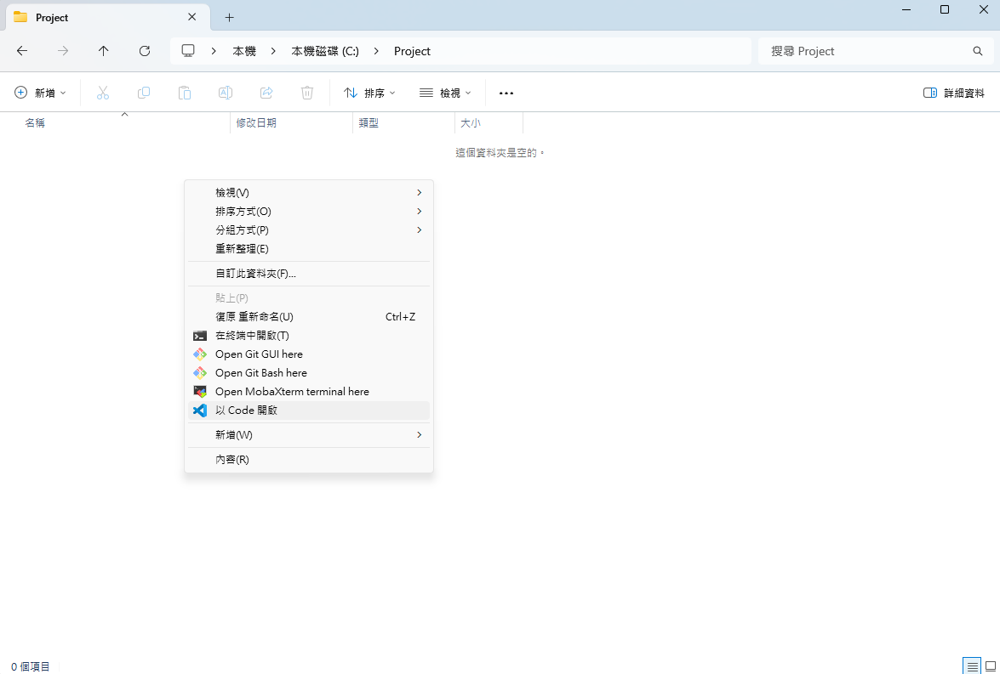 Project
本機 本機磁碟 (C:) Project
搜尋 Project
新增 排序 檢視 詳細資料
名稱 修改日期 類型 大小
這個資料夾是空的。
檢視(V)
排序方式(O)
分組方式(P)
重新整理(E)
自訂此資料夾(F)...
貼上(P)
復原 重新命名(U) Ctrl+Z
在終端中開啟(T)
Open Git GUI here
Open Git Bash here
Open MobaXterm terminal here
以 Code 開啟
新增(W)
內容(R)
0 個項目